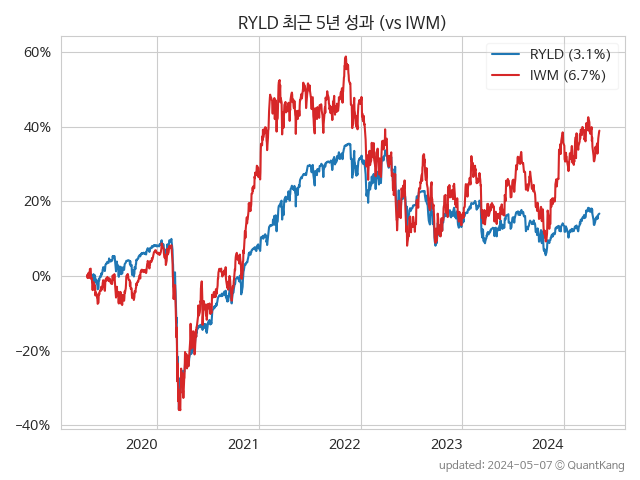 RYLD 최근 5년 성과 (vs IWM)
RYLD (3.1%)
IWM (6.7%)
60%
40%
20%
0%
−20%
−40%
2020 2021 2022 2023 2024
updated: 2024-05-07 © QuantKang